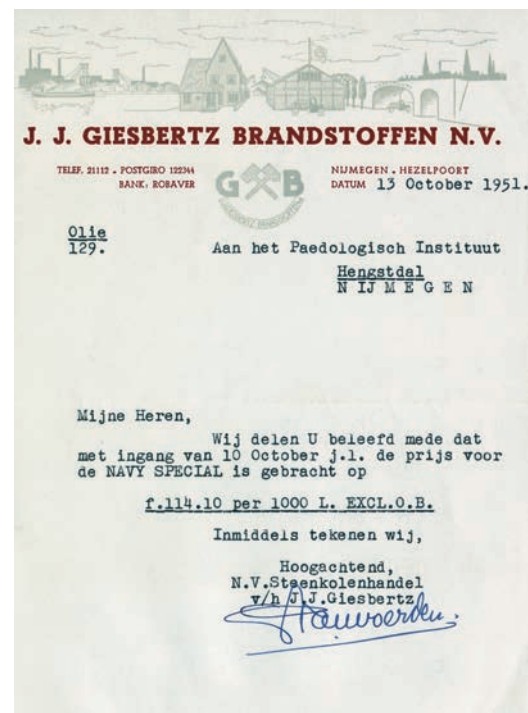 J. J. GIESBERTZ BRANDSTOFFEN N.V.
TELEF. 21112 • POSTGIRO 122344
BANK: ROBAVER
G B
GIESBERTZ BRANDSTOFFEN
NIJMEGEN • HEZELPOORT
DATUM 13 October 1951.
Olie
129.
Aan het Paedologisch Instituut
Hengstdal
N IJ M E G E N
Mijne Heren,
Wij delen U beleefd mede dat
met ingang van 10 October j.l. de prijs voor
de NAVY SPECIAL is gebracht op
f.114.10 per 1000 L. EXCL.O.B.
Inmiddels tekenen wij,
Hoogachtend,
N.V.Steenkolenhandel
v/h J.J.Giesbertz